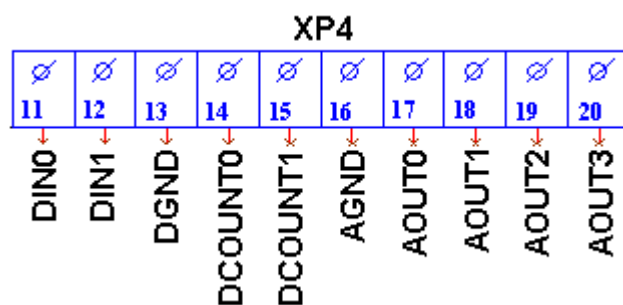 XP4
11 12 13 14 15 16 17 18 19 20
DIN0
DIN1
DGND
DCOUNT0
DCOUNT1
AGND
AOUT0
AOUT1
AOUT2
AOUT3